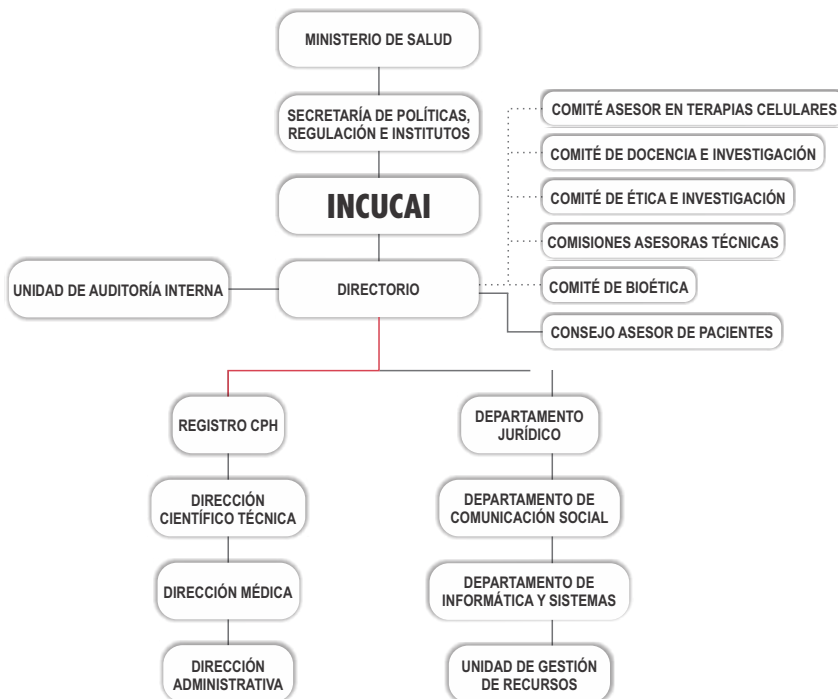 MINISTERIO DE SALUD
SECRETARÍA DE POLÍTICAS,
REGULACIÓN E INSTITUTOS
INCUCAI
DIRECTORIO
UNIDAD DE AUDITORÍA INTERNA
COMITÉ ASESOR EN TERAPIAS CELULARES
COMITÉ DE DOCENCIA E INVESTIGACIÓN
COMITÉ DE ÉTICA E INVESTIGACIÓN
COMISIONES ASESORAS TÉCNICAS
COMITÉ DE BIOÉTICA
CONSEJO ASESOR DE PACIENTES
REGISTRO CPH
DIRECCIÓN
CIENTÍFICO TÉCNICA
DIRECCIÓN MÉDICA
DIRECCIÓN
ADMINISTRATIVA
DEPARTAMENTO
JURÍDICO
DEPARTAMENTO DE
COMUNICACIÓN SOCIAL
DEPARTAMENTO DE
INFORMÁTICA Y SISTEMAS
UNIDAD DE GESTIÓN
DE RECURSOS